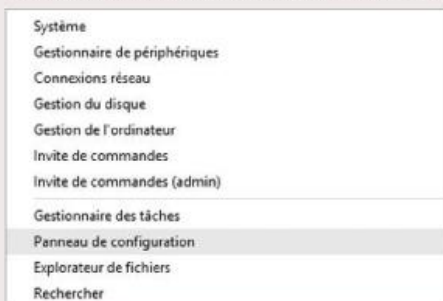 Système
Gestionnaire de périphériques
Connexions réseau
Gestion du disque
Gestion de l'ordinateur
Invite de commandes
Invite de commandes (admin)
Gestionnaire des tâches
Panneau de configuration
Explorateur de fichiers
Rechercher